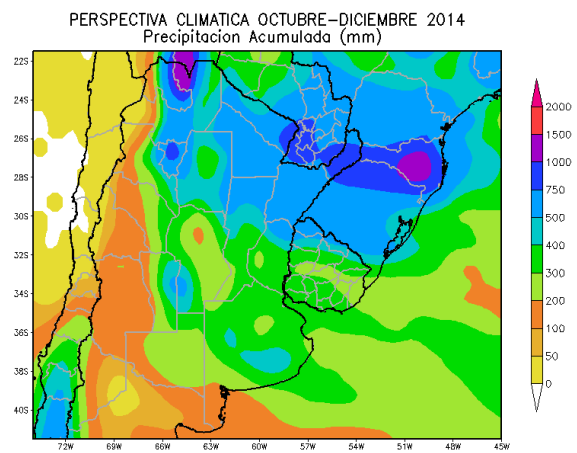 PERSPECTIVA CLIMATICA OCTUBRE-DICIEMBRE 2014
Precipitacion Acumulada (mm)
22S
24S
26S
28S
30S
32S
34S
36S
38S
40S
72W 69W 66W 63W 60W 57W 54W 51W 48W 45W
2000
1500
1000
750
500
400
300
200
100
50
0